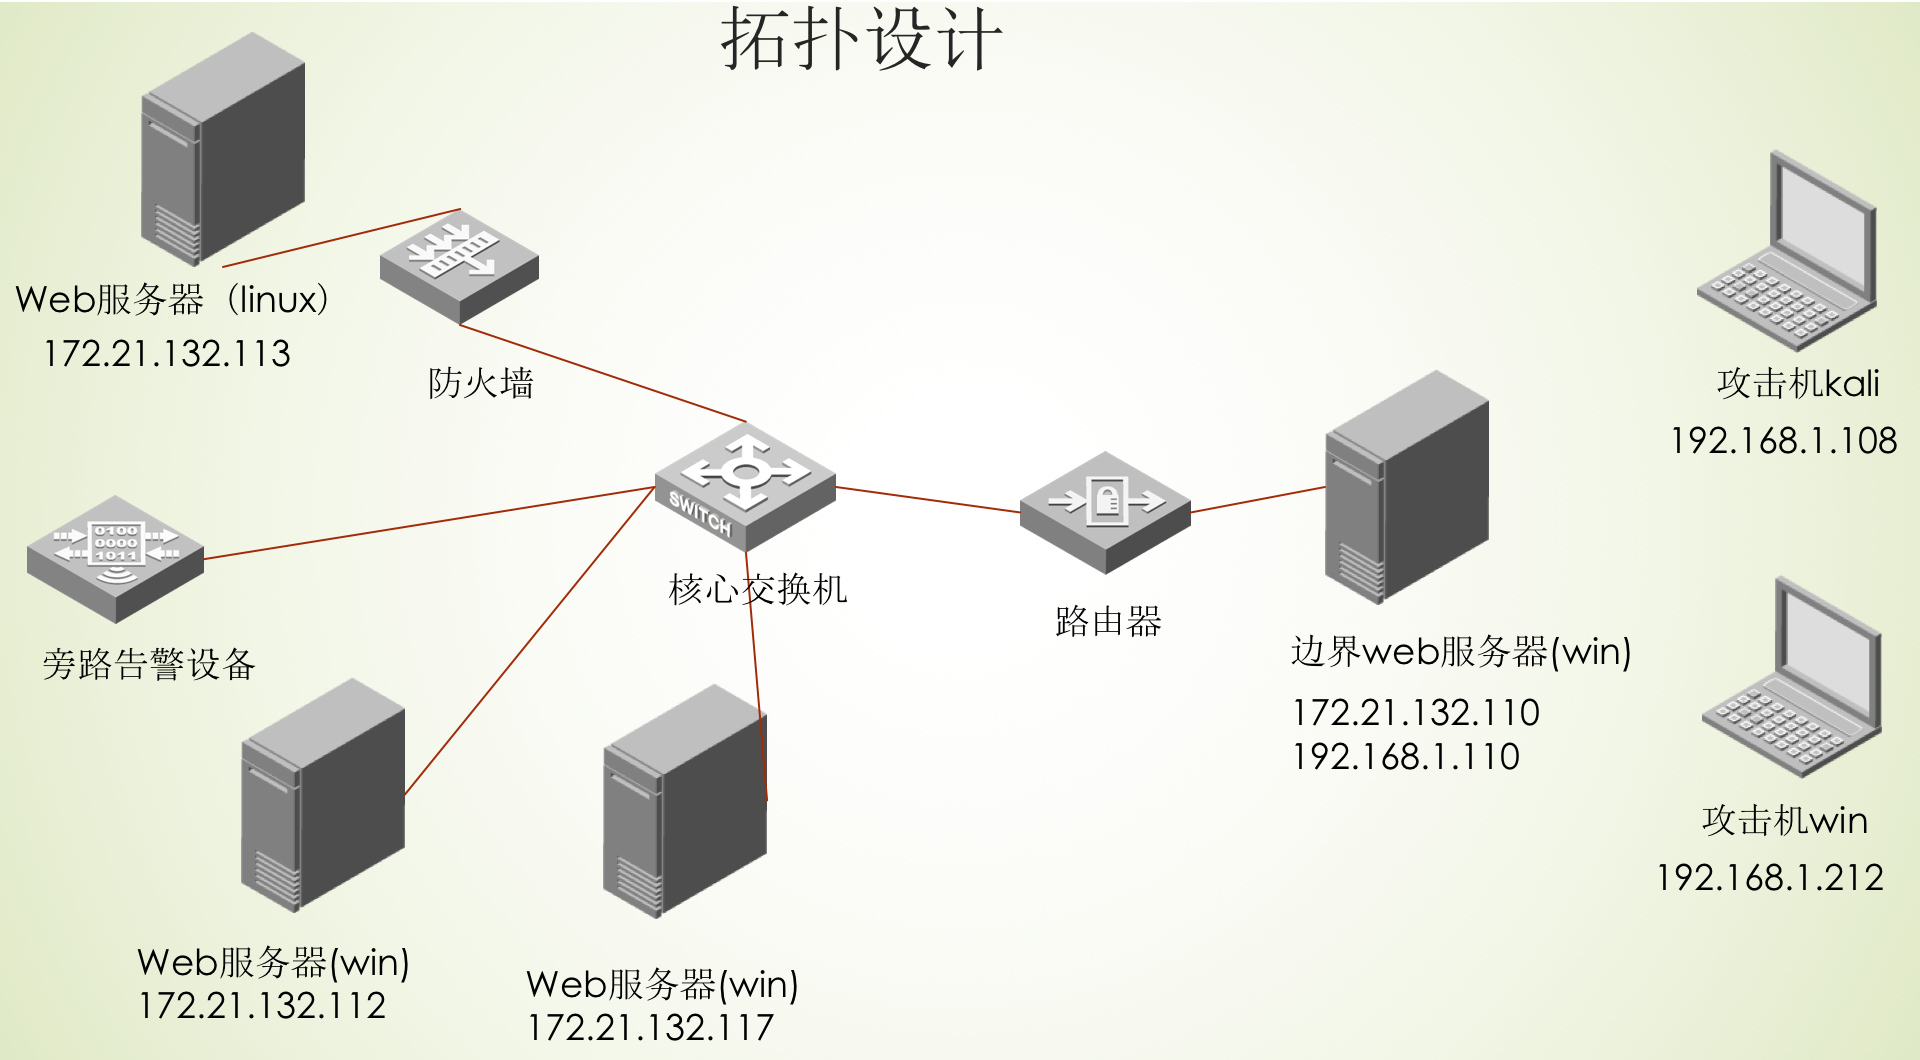 拓扑设计
Web服务器（linux）
172.21.132.113
防火墙
攻击机kali
192.168.1.108
SWITCH
0100
0000
1011
核心交换机
路由器
旁路告警设备
边界web服务器(win)
172.21.132.110
192.168.1.110
攻击机win
192.168.1.212
Web服务器(win)
172.21.132.112
Web服务器(win)
172.21.132.117